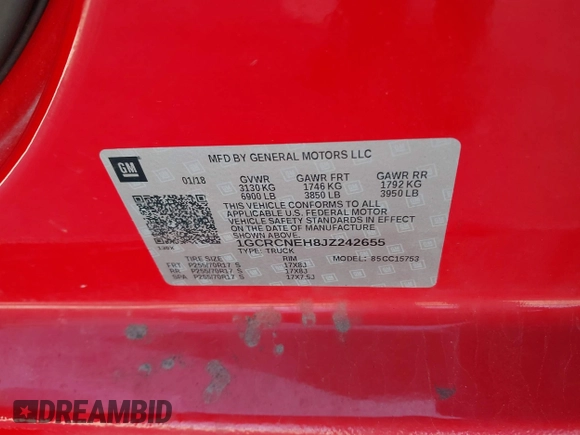 GM
MFD BY GENERAL MOTORS LLC
01/18 GVWR GAWR FRT GAWR RR
3130 KG 1746 KG 1792 KG
6900 LB 3850 LB 3950 LB
THIS VEHICLE CONFORMS TO ALL
APPLICABLE U.S. FEDERAL MOTOR
VEHICLE SAFETY STANDARDS IN EFFECT
ON THE DATE OF MANUFACTURE
1GCRCNEH8JZ242655
TYPE: TRUCK
TIRE SIZE RIM MODEL: 85CC15753
FRT P255/70R17 S 17X8J
RR P255/70R17 S 17X8J
SPA P255/70R17 S 17X7.5J
DREAMBID